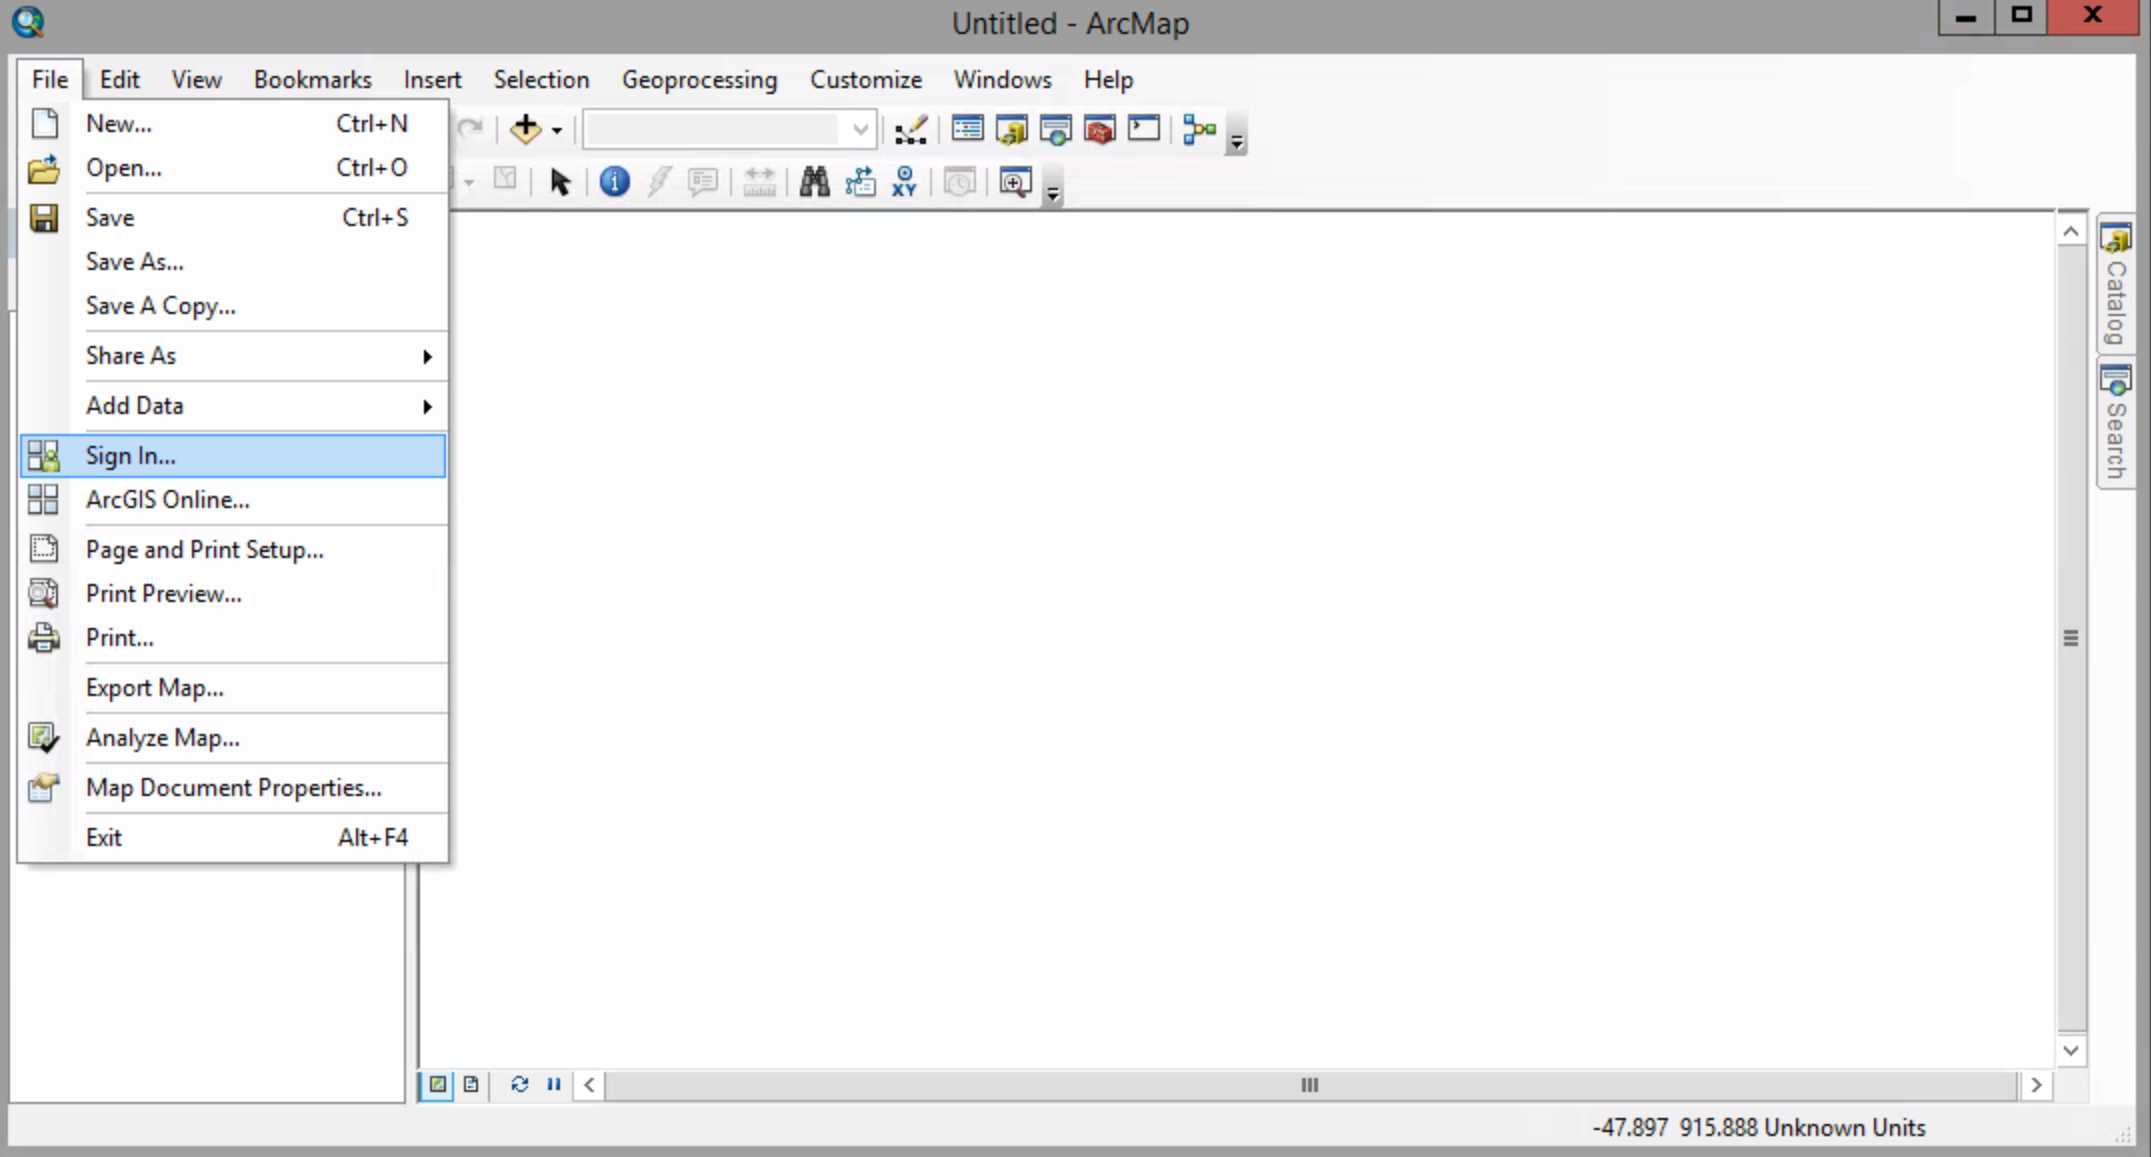 Untitled - ArcMap
File Edit View Bookmarks Insert Selection Geoprocessing Customize Windows Help
New... Ctrl+N
Open... Ctrl+O
Save Ctrl+S
Save As...
Save A Copy...
Share As
Add Data
Sign In...
ArcGIS Online...
Page and Print Setup...
Print Preview...
Print...
Export Map...
Analyze Map...
Map Document Properties...
Exit Alt+F4
XY
Catalog
Search
-47.897 915.888 Unknown Units